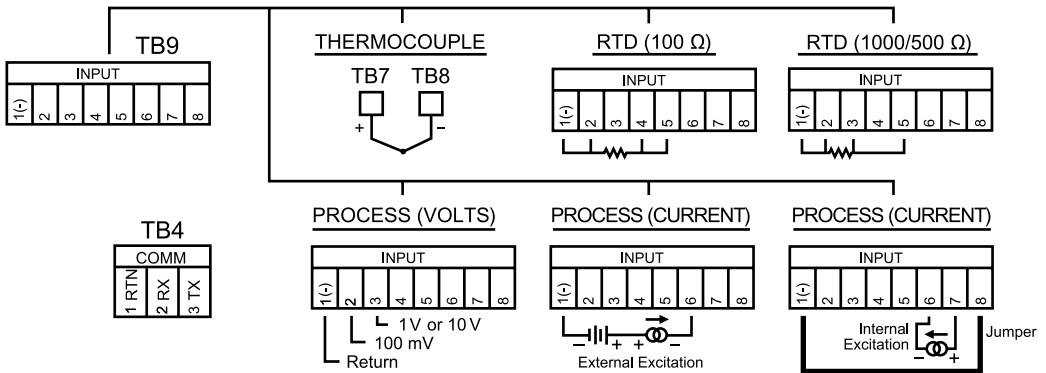 TB9
INPUT
1(-) 2 3 4 5 6 7 8
THERMOCOUPLE
TB7 TB8
+ −
RTD (100 Ω)
INPUT
1(-) 2 3 4 5 6 7 8
RTD (1000/500 Ω)
INPUT
1(-) 2 3 4 5 6 7 8
TB4
COMM
1 RTN
2 RX
3 TX
PROCESS (VOLTS)
INPUT
1(-) 2 3 4 5 6 7 8
1V or 10V
100 mV
Return
PROCESS (CURRENT)
INPUT
1(-) 2 3 4 5 6 7 8
− + + −
External Excitation
PROCESS (CURRENT)
INPUT
1(-) 2 3 4 5 6 7 8
Internal
Excitation
− +
Jumper